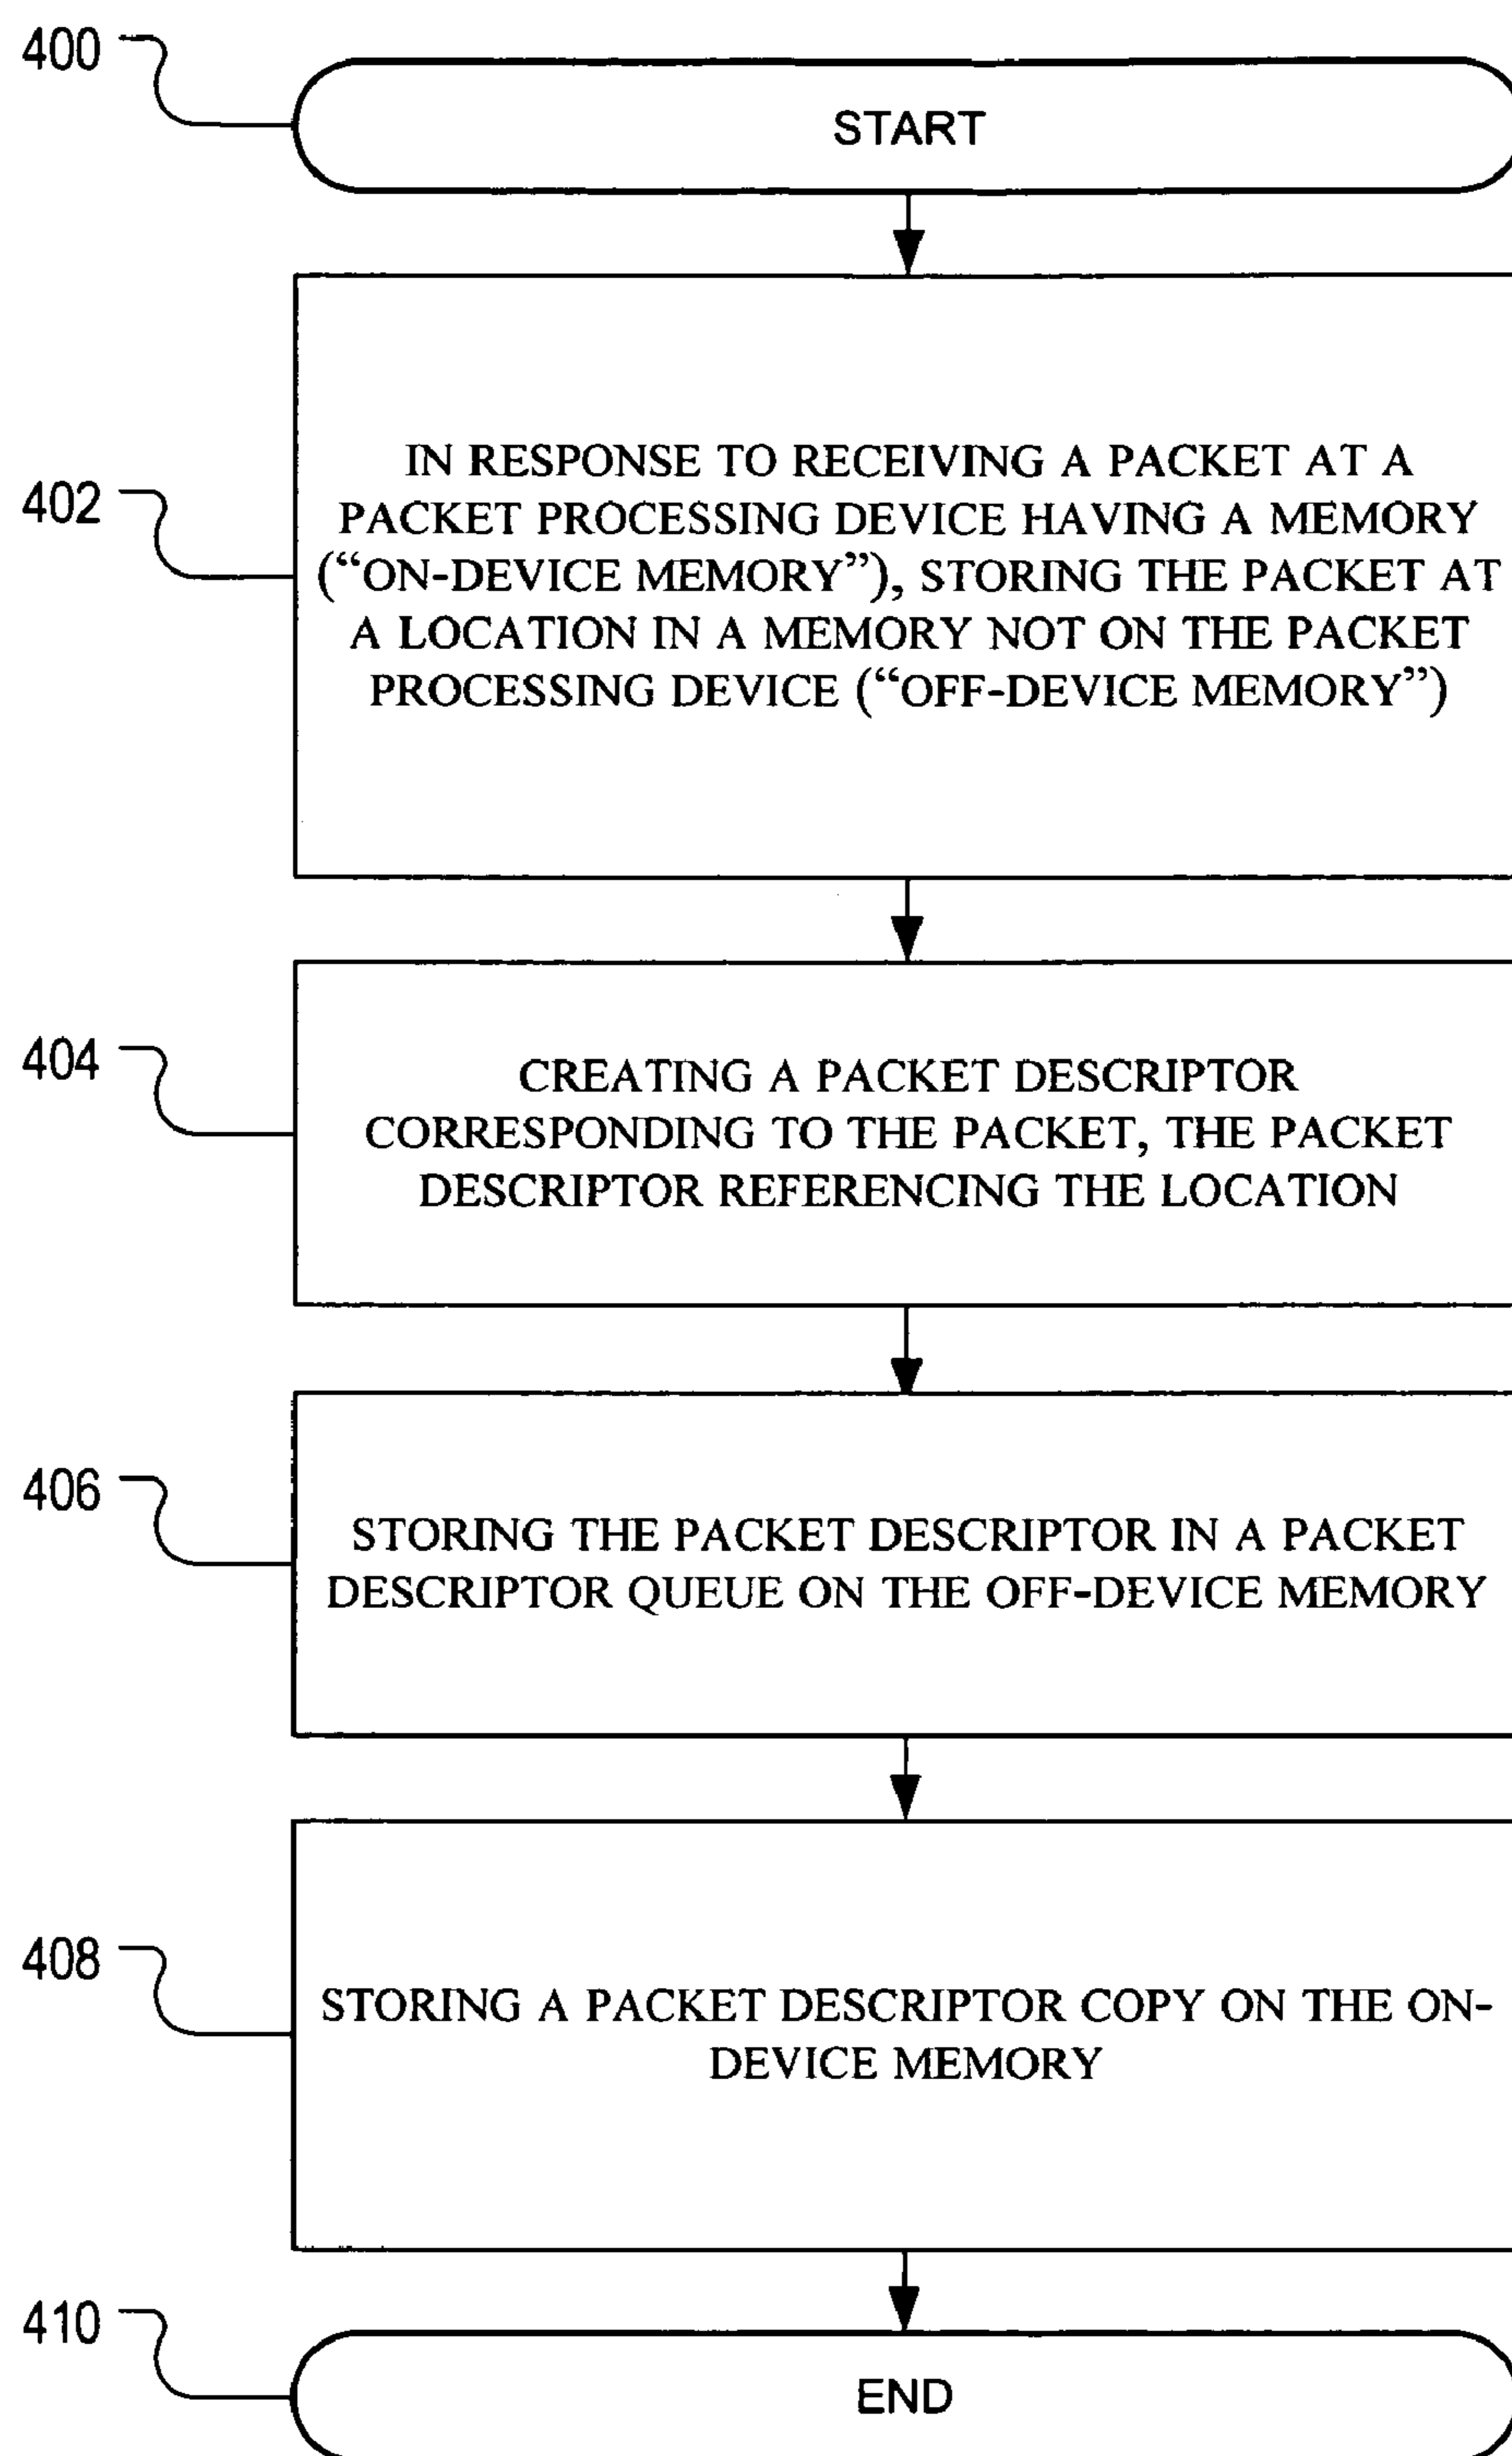 400
START
402
IN RESPONSE TO RECEIVING A PACKET AT A
PACKET PROCESSING DEVICE HAVING A MEMORY
(“ON-DEVICE MEMORY”), STORING THE PACKET AT
A LOCATION IN A MEMORY NOT ON THE PACKET
PROCESSING DEVICE (“OFF-DEVICE MEMORY”)
404
CREATING A PACKET DESCRIPTOR
CORRESPONDING TO THE PACKET, THE PACKET
DESCRIPTOR REFERENCING THE LOCATION
406
STORING THE PACKET DESCRIPTOR IN A PACKET
DESCRIPTOR QUEUE ON THE OFF-DEVICE MEMORY
408
STORING A PACKET DESCRIPTOR COPY ON THE ON-
DEVICE MEMORY
410
END